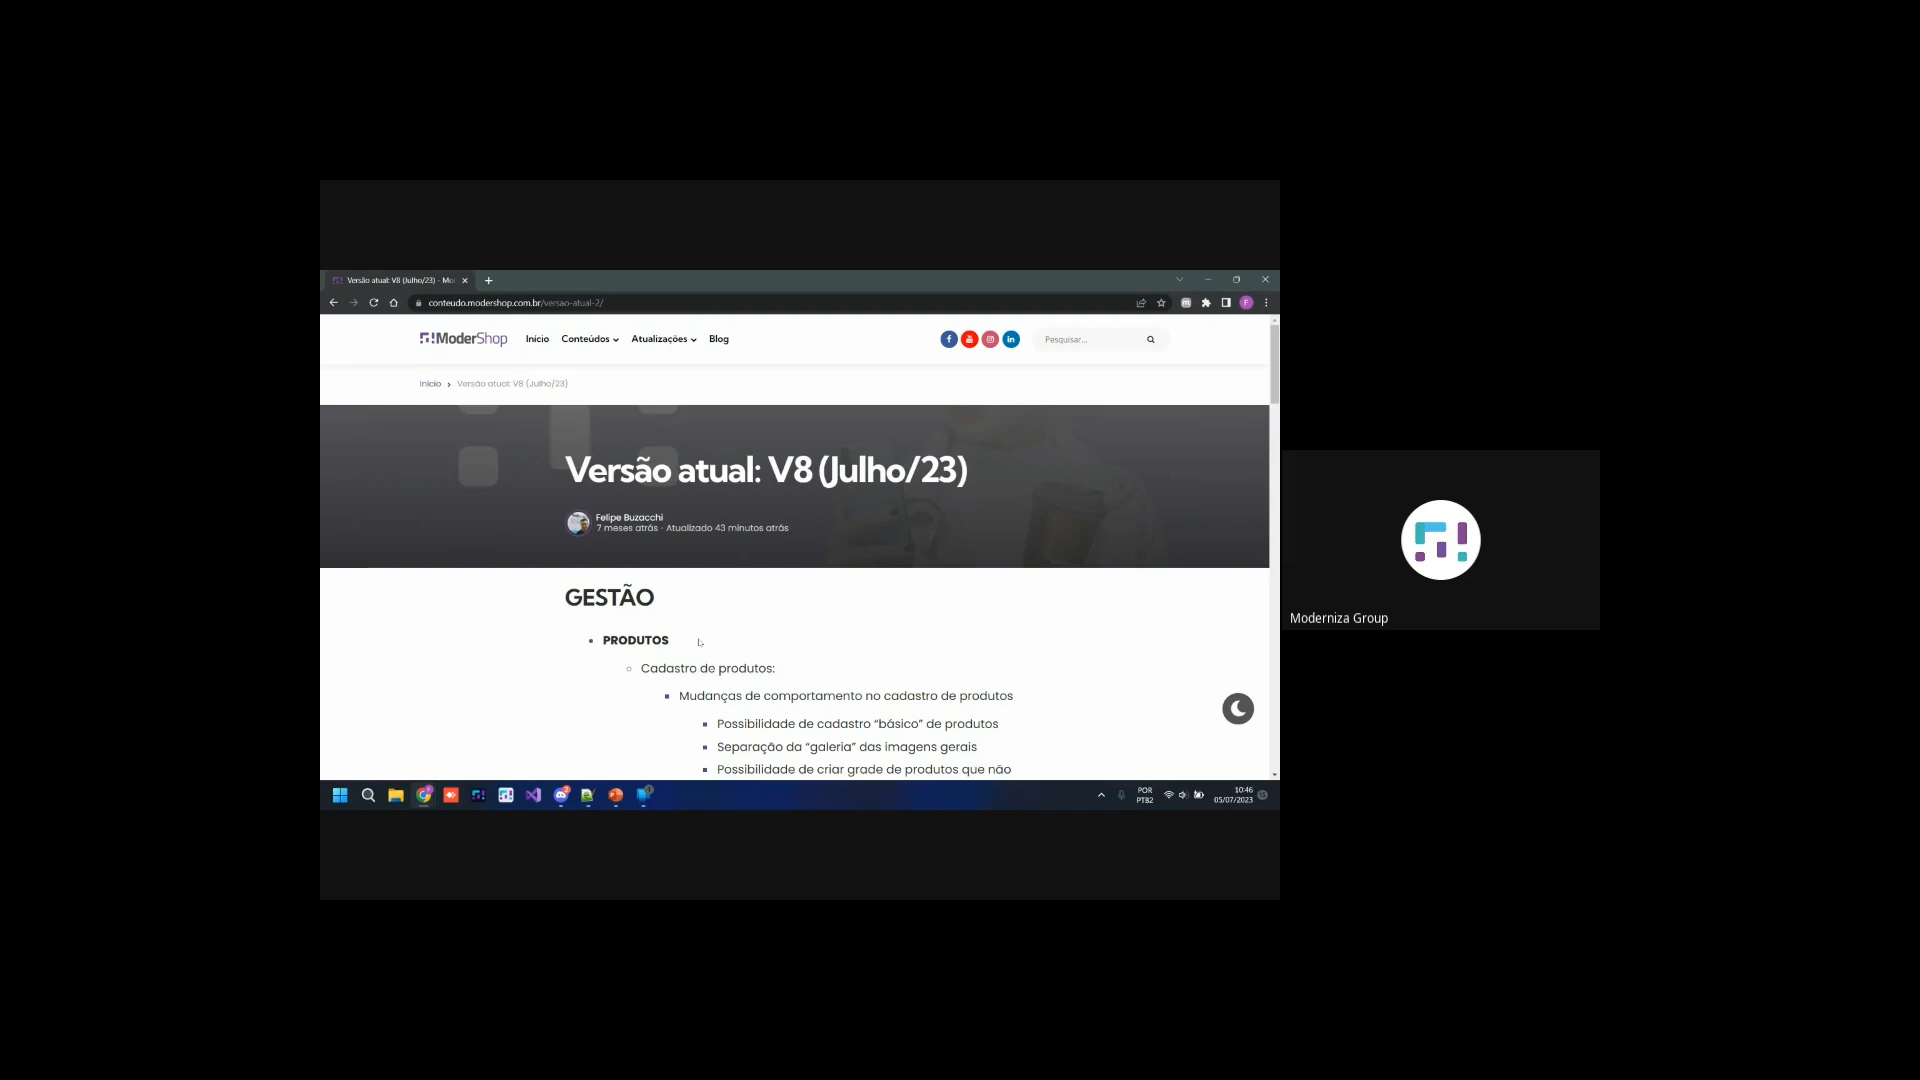 Versão atual: V8 (Julho/23) - Mo
conteudo.modershop.com.br/versao-atual-2/
ModerShop
Início
Conteúdos
Atualizações
Blog
Pesquisar...
Início > Versão atual: V8 (Julho/23)
Versão atual: V8 (Julho/23)
Felipe Buzacchi
7 meses atrás · Atualizado 43 minutos atrás
GESTÃO
PRODUTOS
Cadastro de produtos:
Mudanças de comportamento no cadastro de produtos
Possibilidade de cadastro “básico” de produtos
Separação da “galeria” das imagens gerais
Possibilidade de criar grade de produtos que não
Moderniza Group
POR
PTB2
10:46
05/07/2023